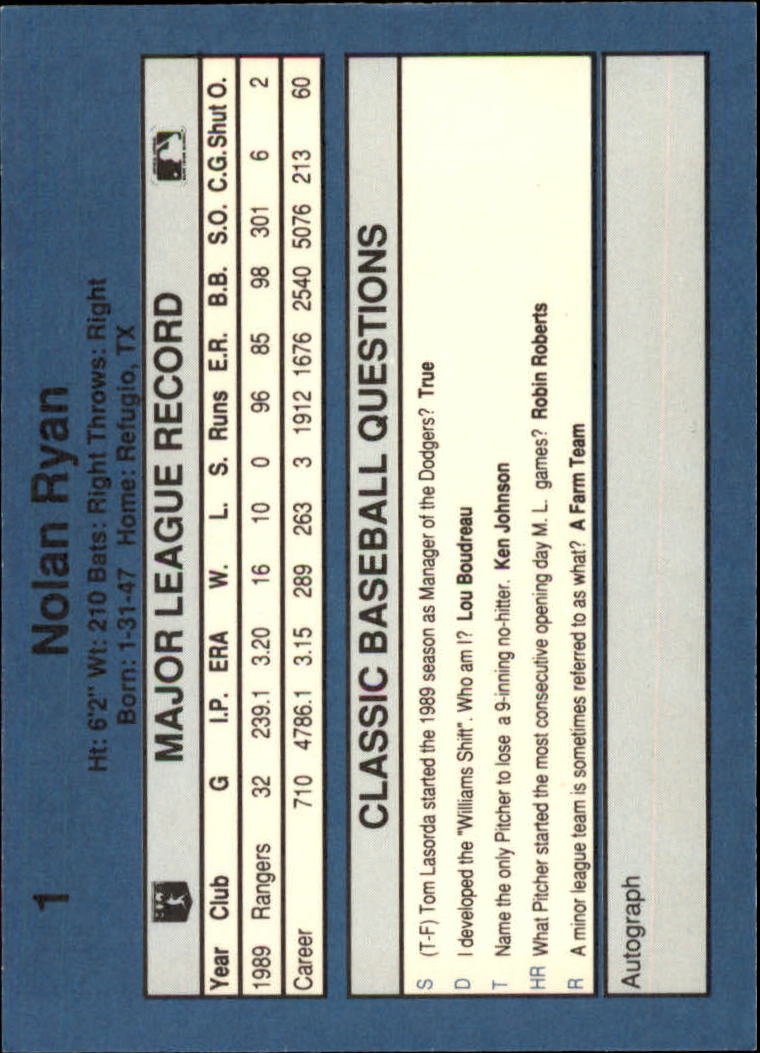 1 Nolan Ryan
Ht: 6'2" Wt: 210 Bats: Right Throws: Right
Born: 1-31-47 Home: Refugio, TX
MAJOR LEAGUE RECORD
Year Club G I.P. ERA W. L. S. Runs E.R. B.B. S.O. C.G. Shut O.
1989 Rangers 32 239.1 3.20 16 10 0 96 85 98 301 6 2
Career 710 4786.1 3.15 289 263 3 1912 1676 2540 5076 213 60
CLASSIC BASEBALL QUESTIONS
S (T-F) Tom Lasorda started the 1989 season as Manager of the Dodgers? True
D I developed the "Williams Shift". Who am I? Lou Boudreau
T Name the only Pitcher to lose a 9-inning no-hitter. Ken Johnson
HR What Pitcher started the most consecutive opening day M. L. games? Robin Roberts
R A minor league team is sometimes referred to as what? A Farm Team
Autograph